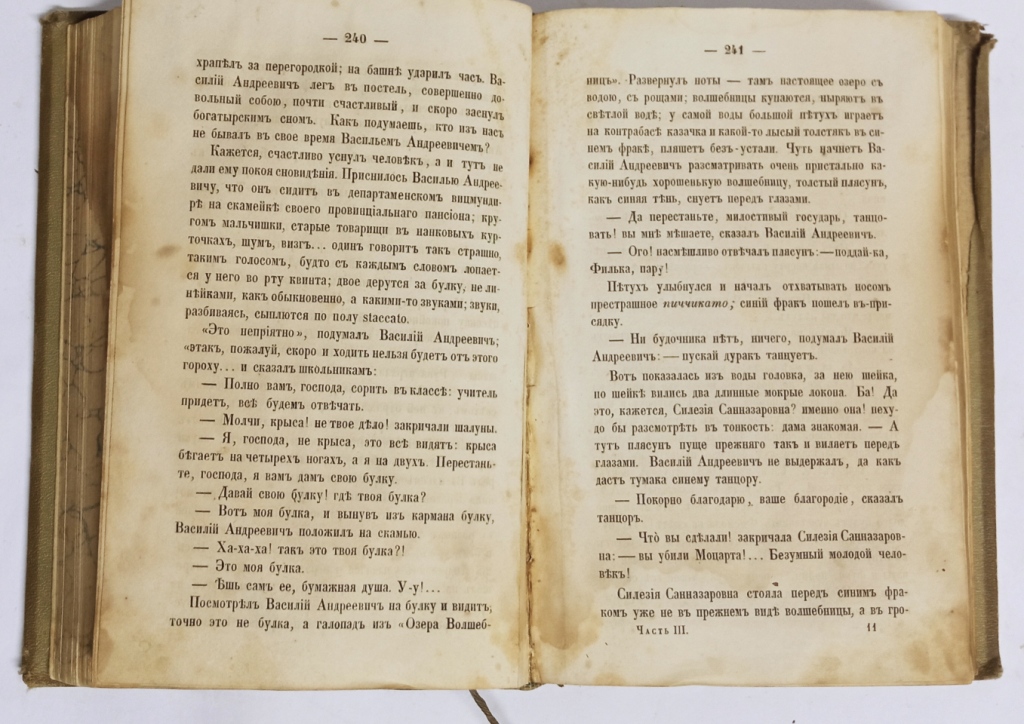 — 240 —
храпѣлъ за перегородкой; на башнѣ ударилъ часъ. Ва-
силій Андреевичъ легъ въ постель, совершенно до-
вольный собою, почти счастливый, и скоро заснулъ
богатырскимъ сномъ. Какъ подумаешь, кто изъ насъ
не бывалъ въ свое время Васильемъ Андреевичемъ?
Кажется, счастливо уснулъ человѣкъ, а и тутъ не
дали ему покоя сновидѣнія. Приснилось Василью Андрее-
вичу, что онъ сидитъ в департаменскомъ вицмунди-
рѣ на скамейкѣ своего провинціальнаго пансіона; кру-
гомъ мальчишки, старые товарищи въ нанковыхъ кур-
точкахъ, шумъ, визгъ... одинъ говоритъ такъ страшно,
такимъ голосомъ, будто съ каждымъ словомъ лопает-
ся у него во рту квинта; двое дерутся за булку, не ли-
нѣйками, какъ обыкновенно, а какими-то звуками; звуки,
разбиваясь, сыплются по полу staccato.
«Это непріятно», подумалъ Василій Андреевичъ;
«этакъ, пожалуй, скоро и ходить нельзя будетъ отъ этого
гороху... и сказалъ школьникамъ:
— Полно вамъ, господа, сорить въ классѣ: учитель
придетъ, всѣ будемъ отвѣчать.
— Молчи, крыса! не твое дѣло! закричали шалуны.
— Я, господа, не крыса, это всѣ видятъ: крыса
бѣгаетъ на четырехъ ногахъ, а я на двухъ. Перестань-
те, господа, я вамъ дамъ свою булку.
— Давай свою булку! гдѣ твоя булка?
— Вотъ моя булка, и вынувъ изъ кармана булку,
Василій Андреевичъ положилъ на скамью.
— Ха-ха-ха! такъ это твоя булка?!
— Это моя булка.
— Ѣшь самъ ее, бумажная душа. У-у!...
Посмотрѣлъ Василій Андреевичъ на булку и видитъ,
точно это не булка, а галопадъ изъ «Озера Волшеб-
— 241 —
ницъ». Развернулъ ноты — тамъ настоящее озеро съ
водою, съ рощами; волшебницы купаются, ныряютъ въ
свѣтлой водѣ; у самой воды большой пѣтухъ играетъ
на контрабасѣ казачка и какой-то лысый толстякъ въ си-
немъ фракѣ, пляшетъ безъ-устали. Чуть начнетъ Ва-
силій Андреевичъ разсматривать очень пристально ка-
кую-нибудь хорошенькую волшебницу, толстый плясунъ,
какъ синяя тѣнь, снуетъ передъ глазами.
— Да перестаньте, милостивый государь, танцо-
вать! вы мнѣ мѣшаете, сказалъ Василій Андреевичъ.
— Ого! насмѣшливо отвѣчалъ плясунъ: — поддай-ка,
Филька, пару!
Пѣтухъ улыбнулся и началъ отхватывать носомъ
престрашное пиччикато; синій фракъ пошелъ въ-при-
сядку.
— Ни будочника нѣтъ, ничего, подумалъ Василій
Андреевичъ: — пускай дуракъ танцуетъ.
Вотъ показалась изъ воды головка, за нею шейка,
по шейкѣ вились два длинные мокрые локона. Ба! Да
это, кажется, Силезія Санназаровна? именно она! неху-
до бы разсмотрѣть въ тонкость: дама знакомая. — А
тутъ плясунъ пуще прежняго такъ и виляетъ передъ
глазами. Василій Андреевичъ не выдержалъ, да какъ
дастъ тумака синему танцору.
— Покорно благодарю, ваше благородіе, сказалъ
танцоръ.
— Что̀ вы сдѣлали! закричала Силезія Санназаров-
на: — вы убили Моцарта!... Безумный молодой чело-
вѣкъ!
Силезія Санназаровна стояла передъ синимъ фра-
комъ уже не въ прежнемъ видѣ волшебницы, а въ гро-
Часть III. 11